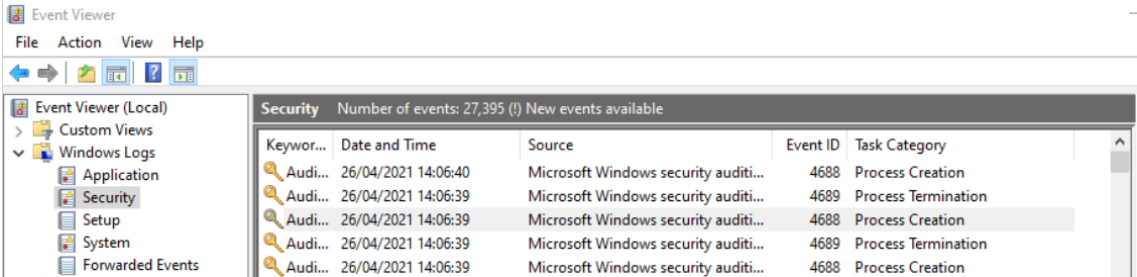 Event Viewer
File Action View Help
Event Viewer (Local)
Custom Views
Windows Logs
Application
Security
Setup
System
Forwarded Events
Security Number of events: 27,395 (!) New events available
Keywor... Date and Time Source Event ID Task Category
Audi... 26/04/2021 14:06:40 Microsoft Windows security auditi... 4688 Process Creation
Audi... 26/04/2021 14:06:39 Microsoft Windows security auditi... 4689 Process Termination
Audi... 26/04/2021 14:06:39 Microsoft Windows security auditi... 4688 Process Creation
Audi... 26/04/2021 14:06:39 Microsoft Windows security auditi... 4689 Process Termination
Audi... 26/04/2021 14:06:39 Microsoft Windows security auditi... 4688 Process Creation